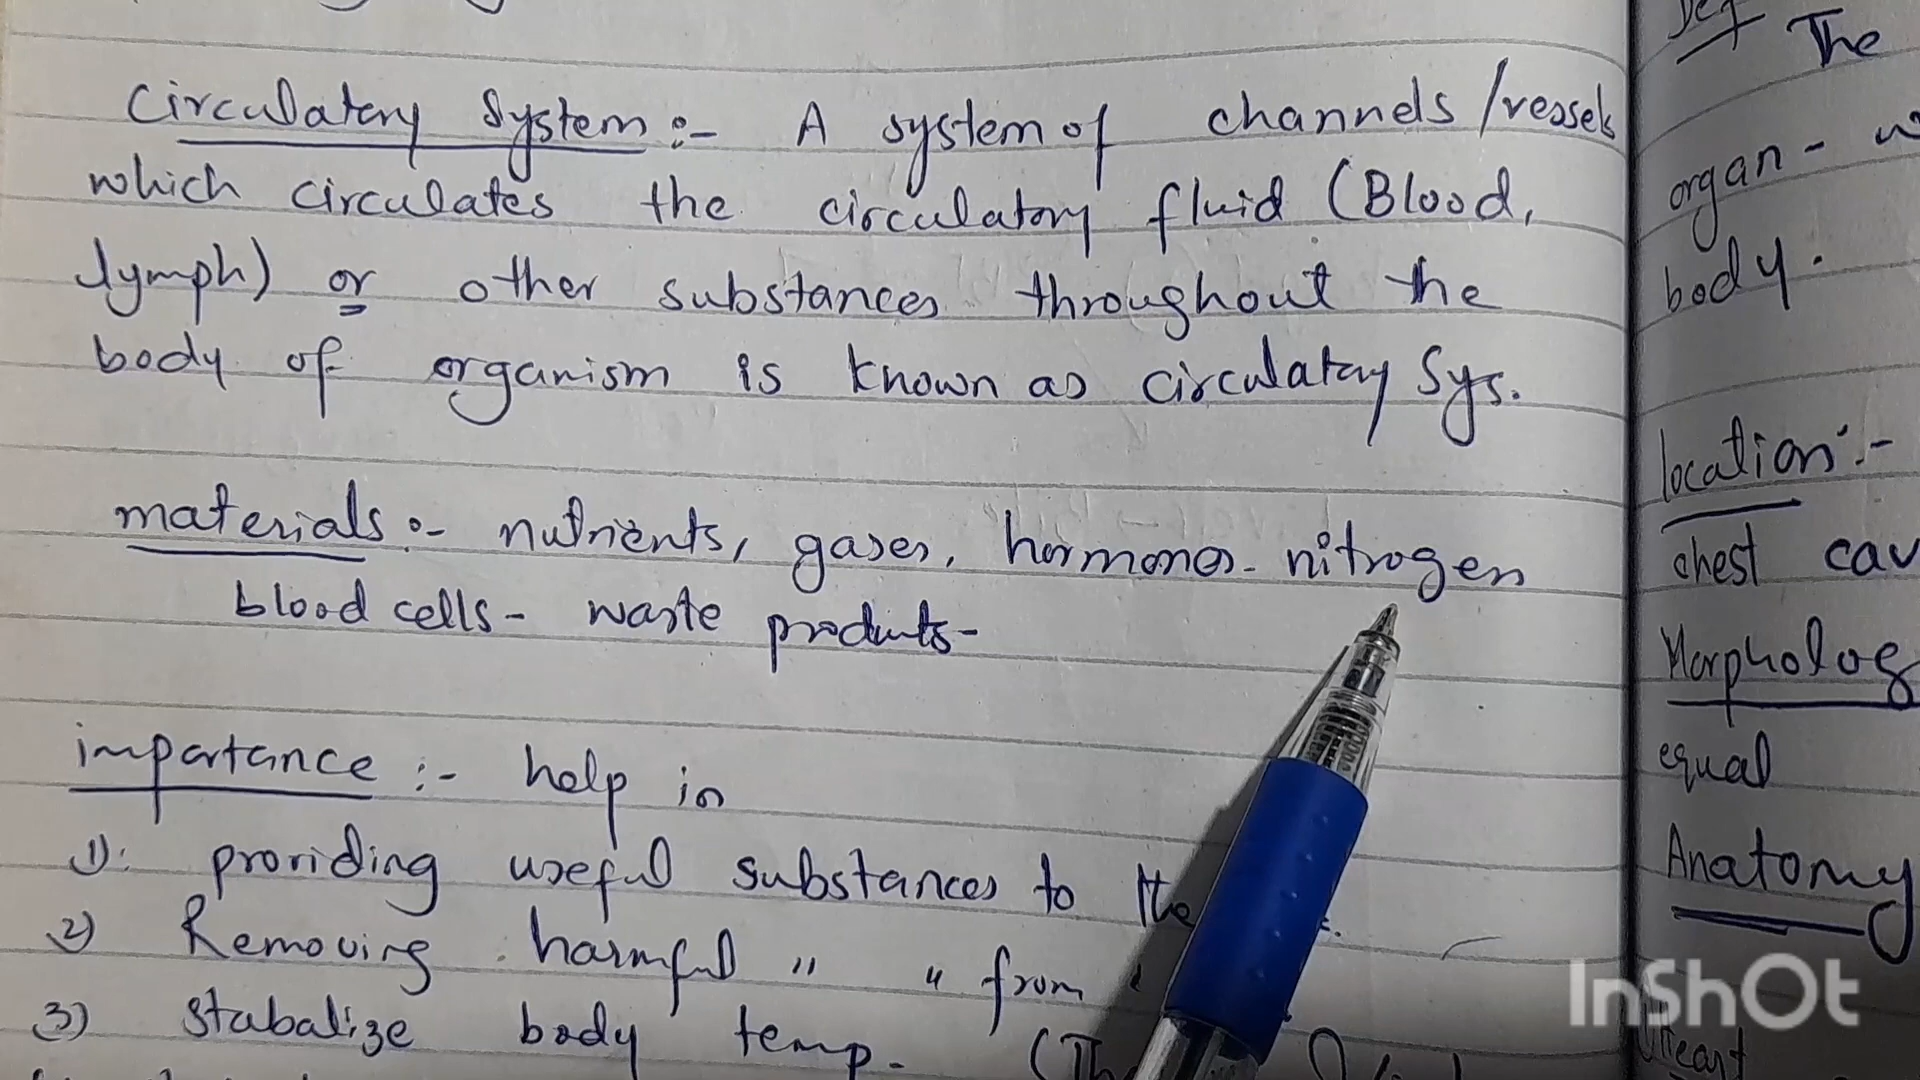 Circulatory System :- A system of channels/vessels
which circulates the circulatory fluid (Blood,
lymph) or other substances throughout the
body of organism is known as circulatory Sys.
materials :- nutrients, gases, hormones - nitrogen
blood cells - waste products -
importance :- help in
1) providing useful substances to the
2) Removing harmful " " from
3) stabalize body temp. (The
Def
The
organ -
body.
location :-
chest cav
Morpholog
equal
Anatomy
Heart
InShOt